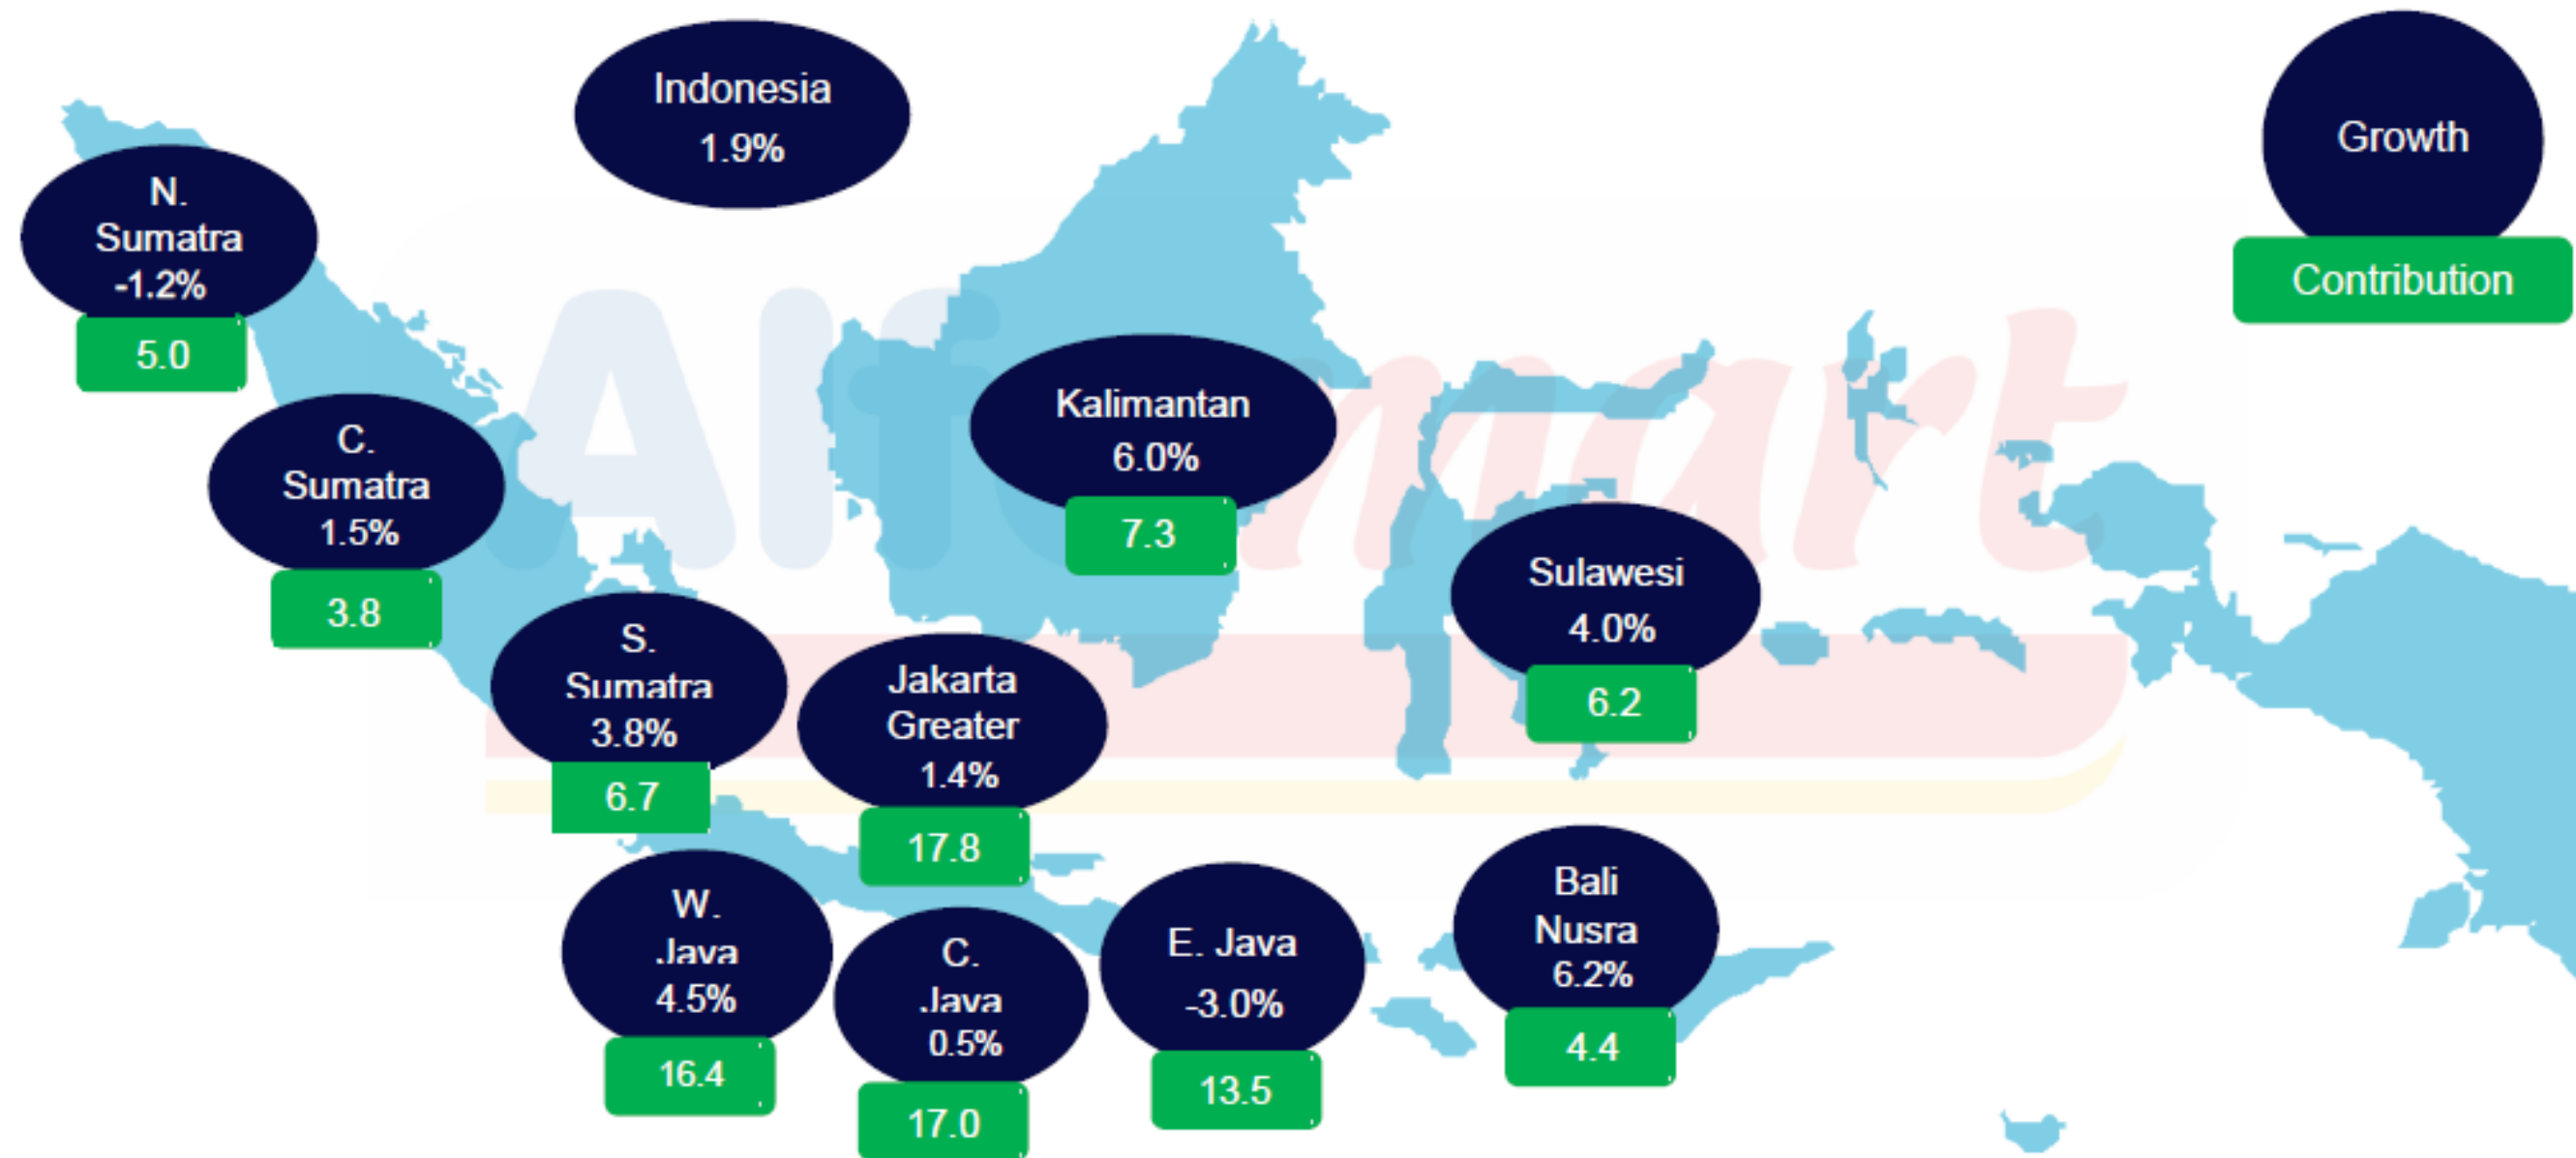 Indonesia
1.9%
Growth
Contribution
N.
Sumatra
-1.2%
5.0
C.
Sumatra
1.5%
3.8
Kalimantan
6.0%
7.3
Sulawesi
4.0%
6.2
S.
Sumatra
3.8%
6.7
Jakarta
Greater
1.4%
17.8
W.
Java
4.5%
16.4
C.
Java
0.5%
17.0
E. Java
-3.0%
13.5
Bali
Nusra
6.2%
4.4
Alfamart